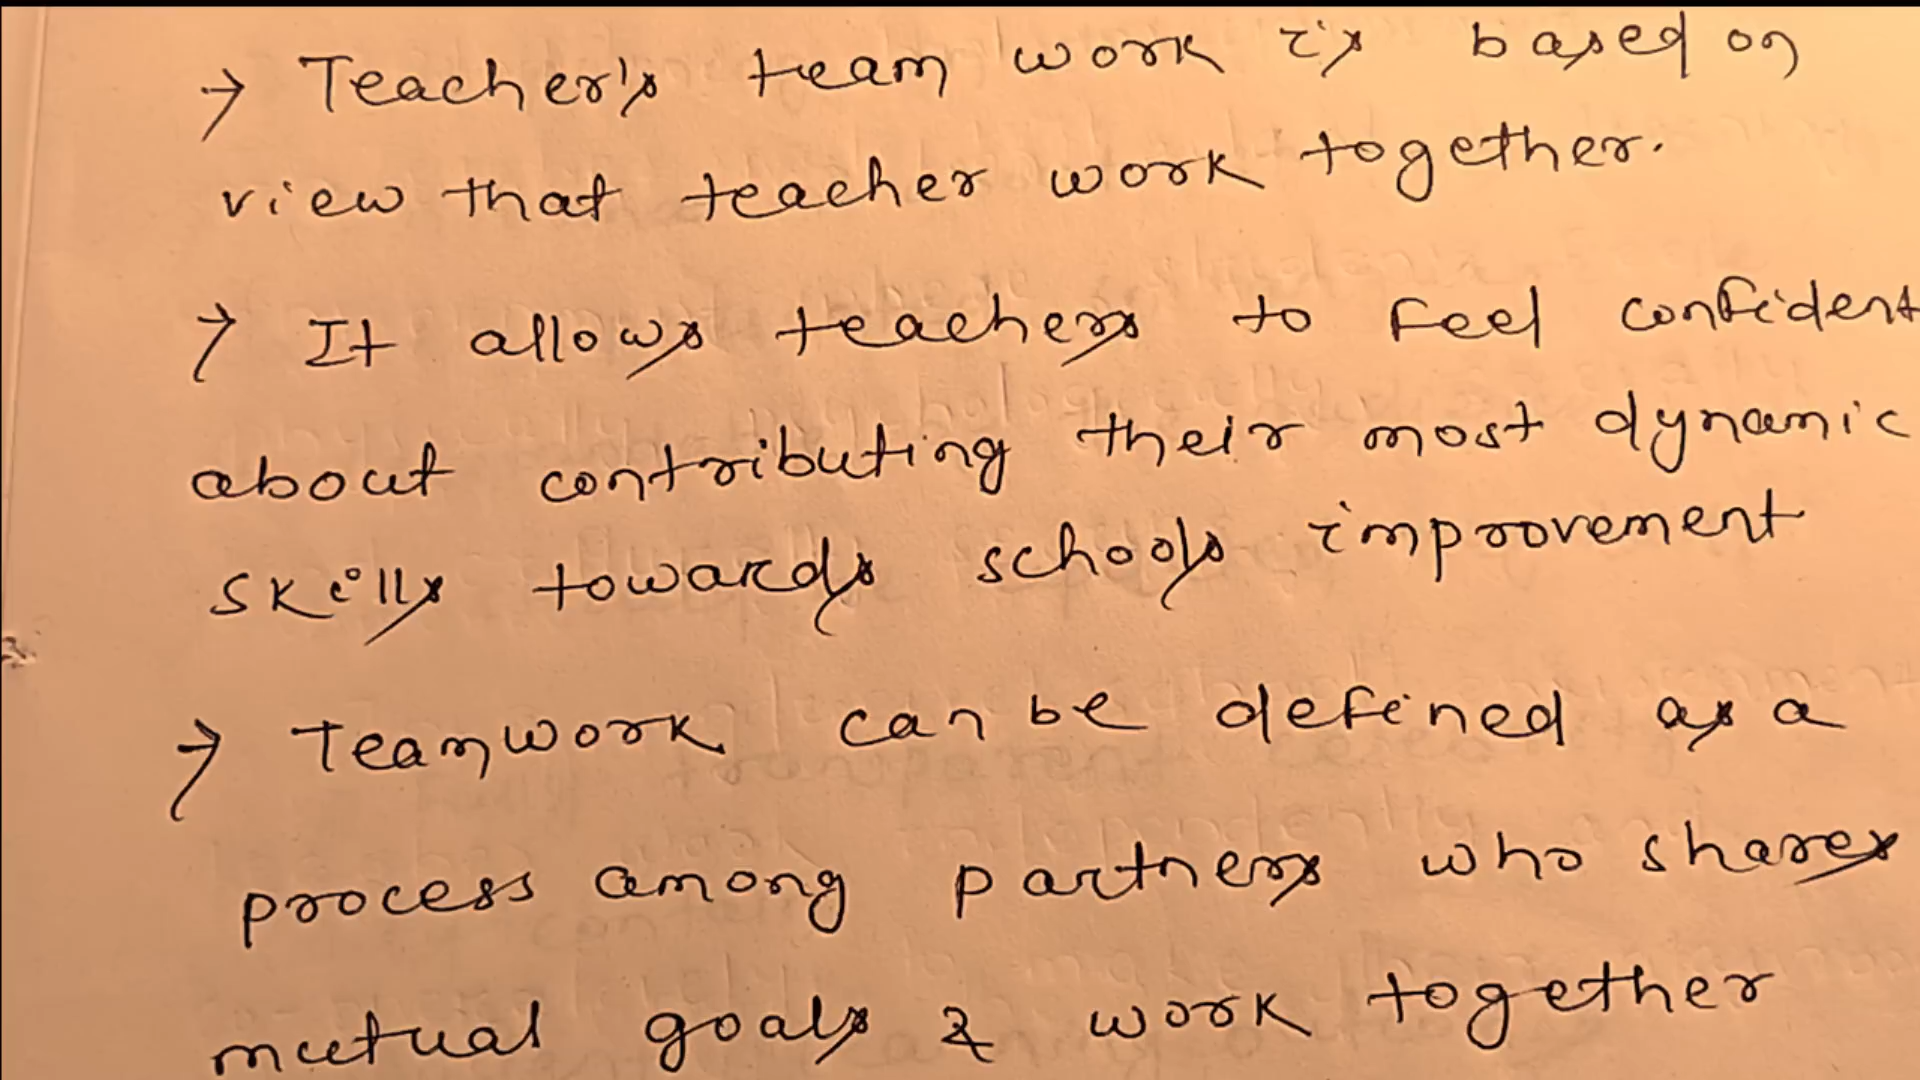 → Teacher's team work is based on
view that teacher work together.
→ It allows teachers to feel confident
about contributing their most dynamic
skills towards schools improvement
→ Teamwork can be defined as a
process among partners who shares
mutual goals & work together